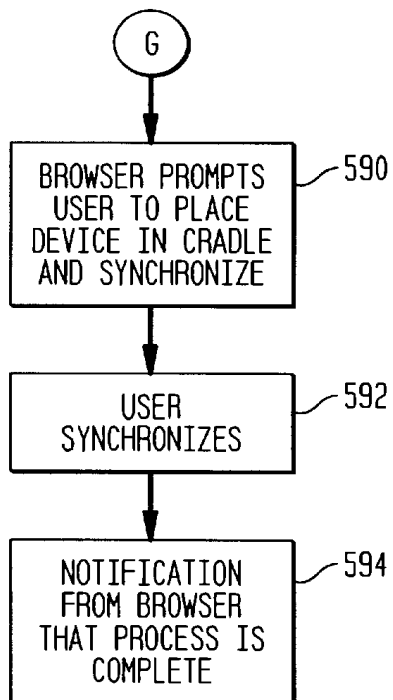 G
BROWSER PROMPTS
USER TO PLACE
DEVICE IN CRADLE
AND SYNCHRONIZE
590
USER
SYNCHRONIZES
592
NOTIFICATION
FROM BROWSER
THAT PROCESS IS
COMPLETE
594